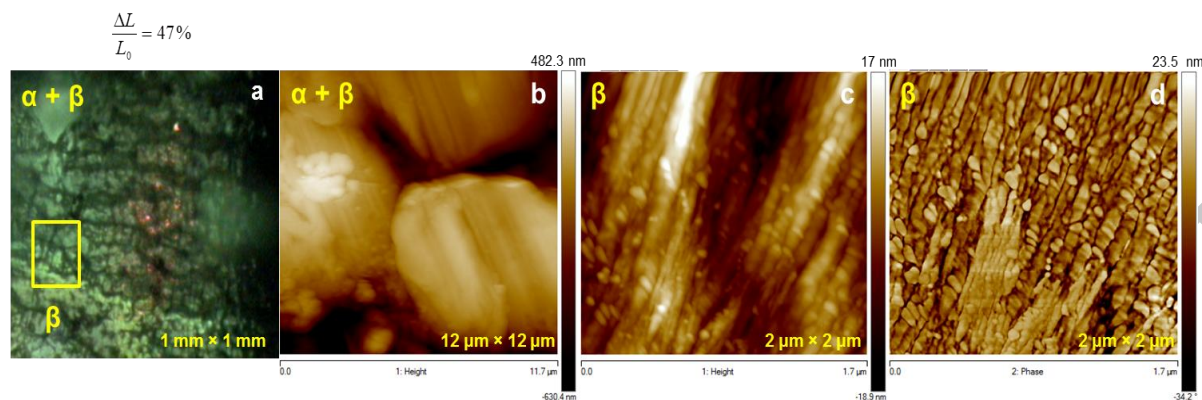 ΔL
L₀
= 47%
482.3 nm
17 nm
23.5 nm
α + β
a
α + β
b
β
c
β
d
β
1 mm × 1 mm
12 μm × 12 μm
2 μm × 2 μm
2 μm × 2 μm
0.0
1: Height
11.7 μm
0.0
1: Height
1.7 μm
0.0
2: Phase
1.7 μm
-630.4 nm
-18.9 nm
-34.2 °